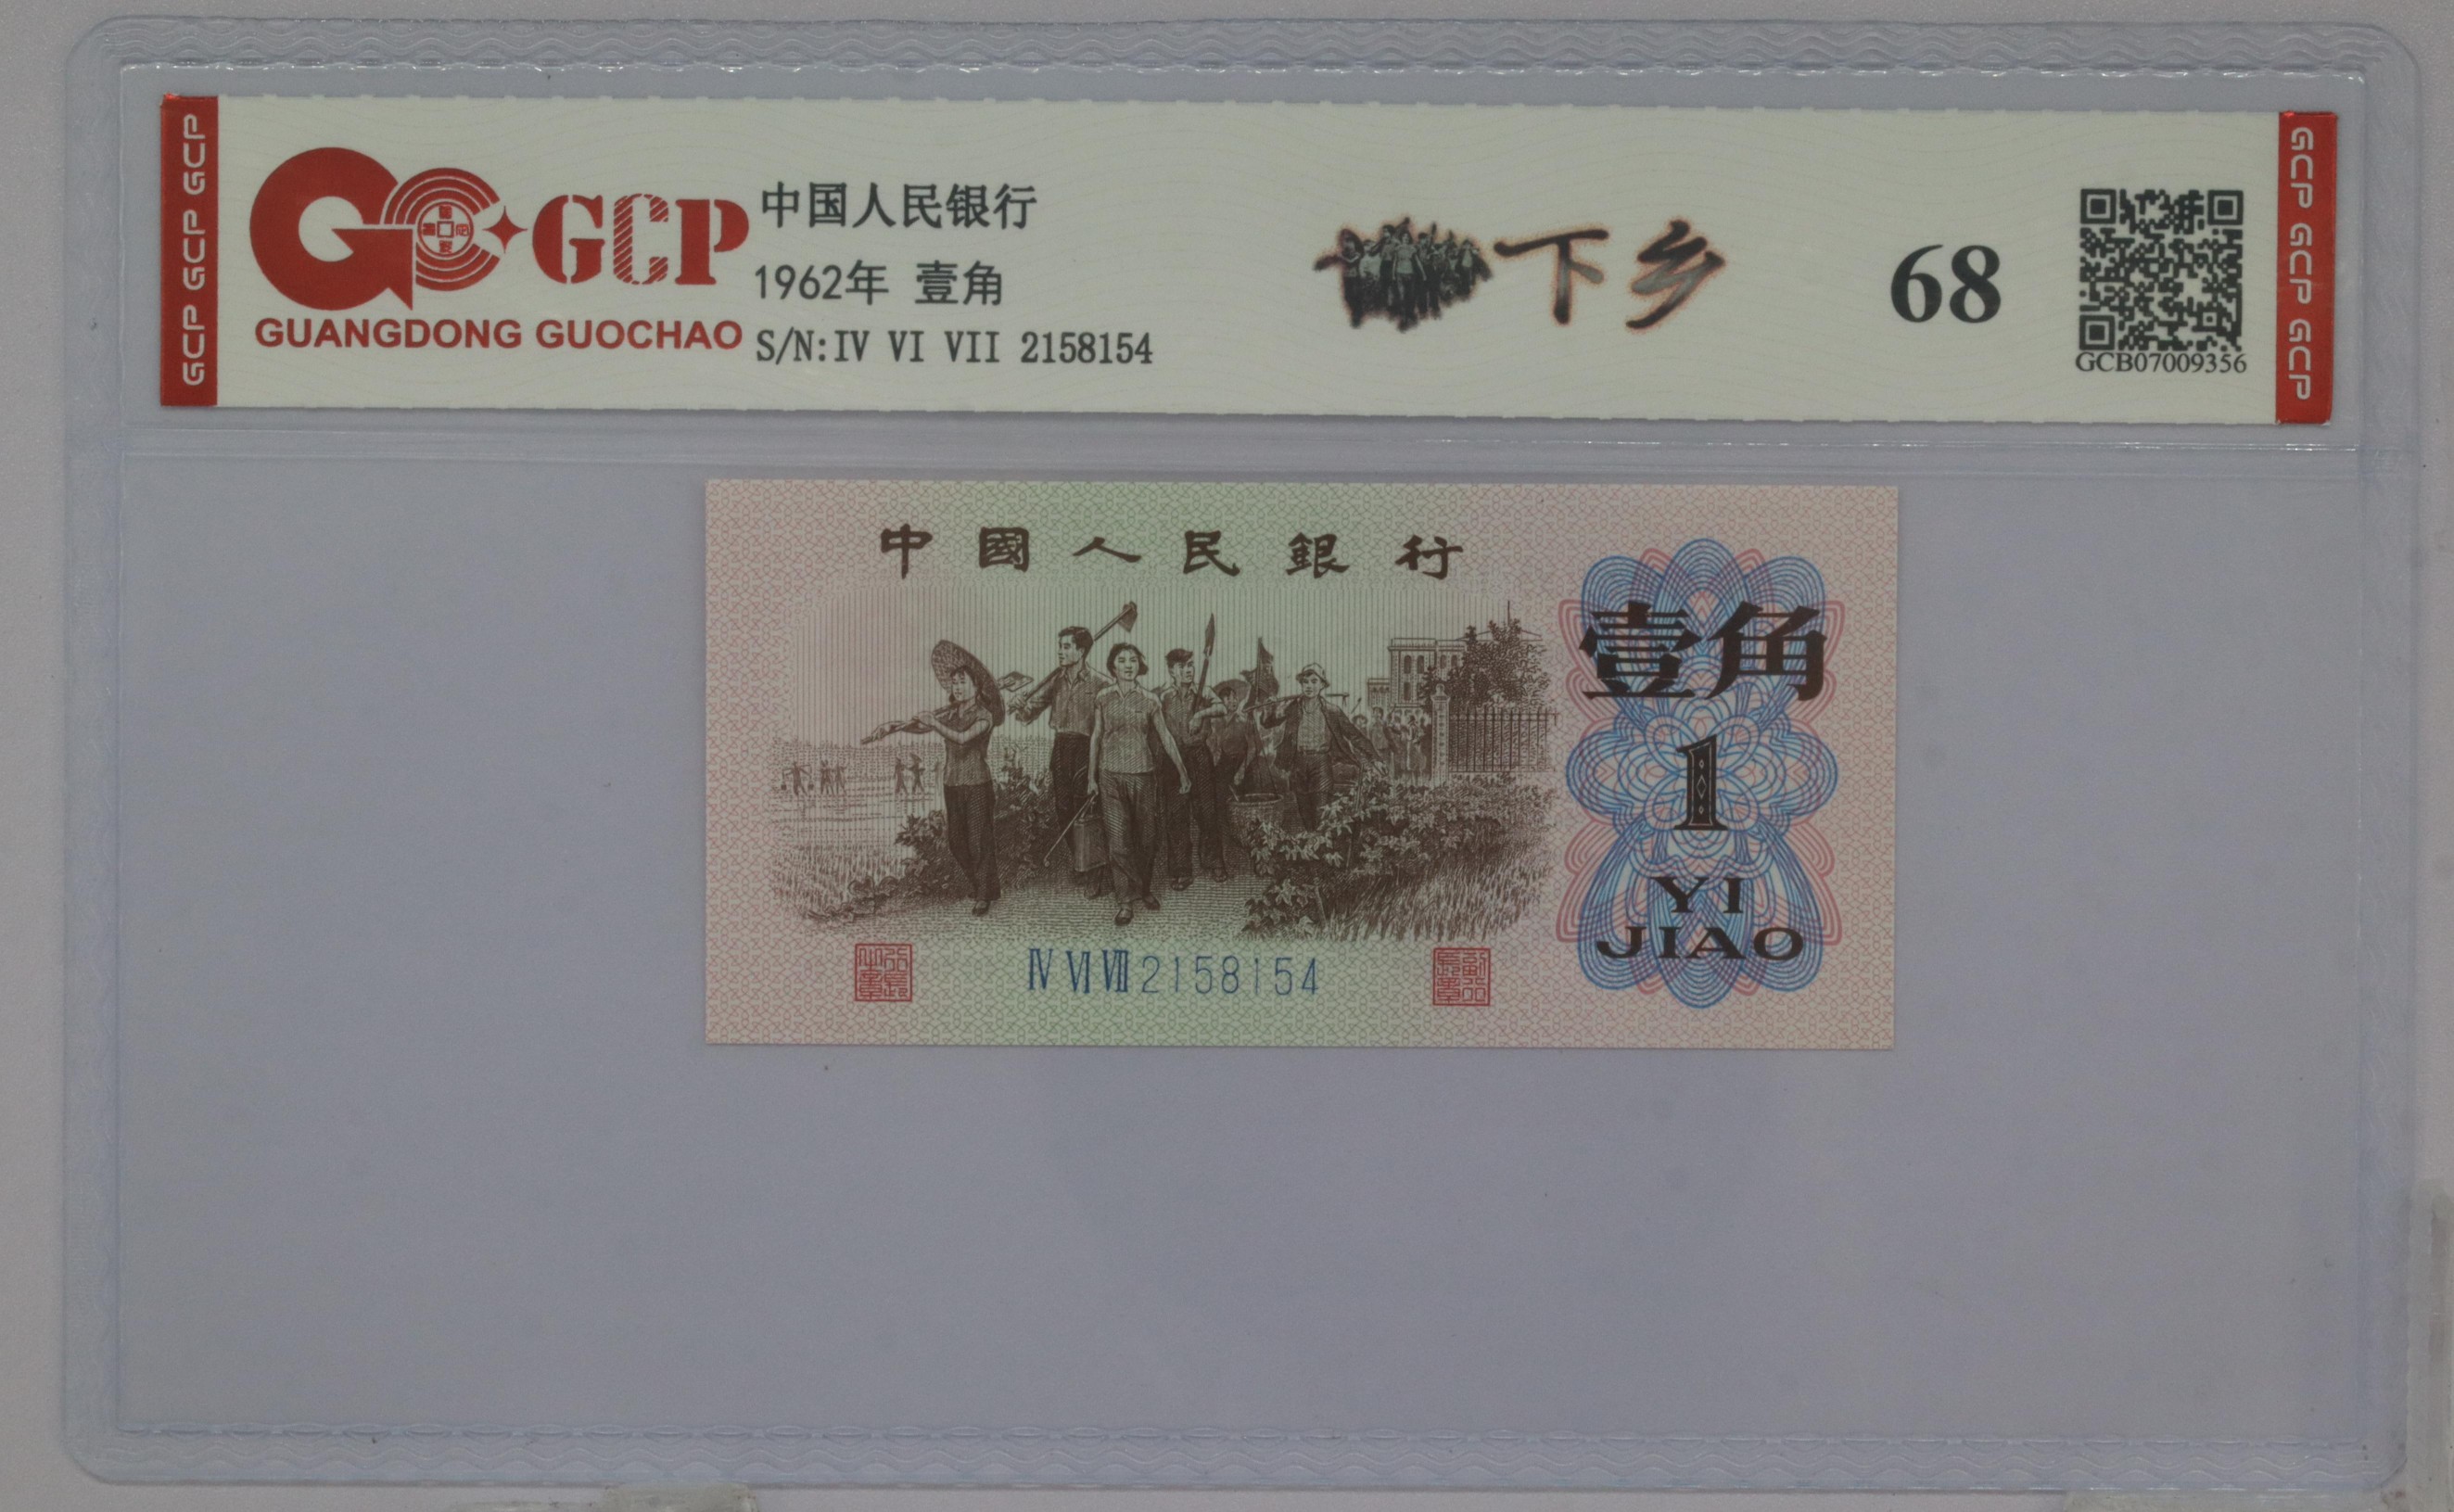 GCP GCP GCP
GCP
GUANGDONG GUOCHAO
中国人民银行
1962年 壹角
S/N:IV VI VII 2158154
下乡
68
GCB07009356
GCP GCP GCP
中國人民銀行
壹角
1
YI
JIAO
Ⅳ Ⅵ Ⅶ 2158154